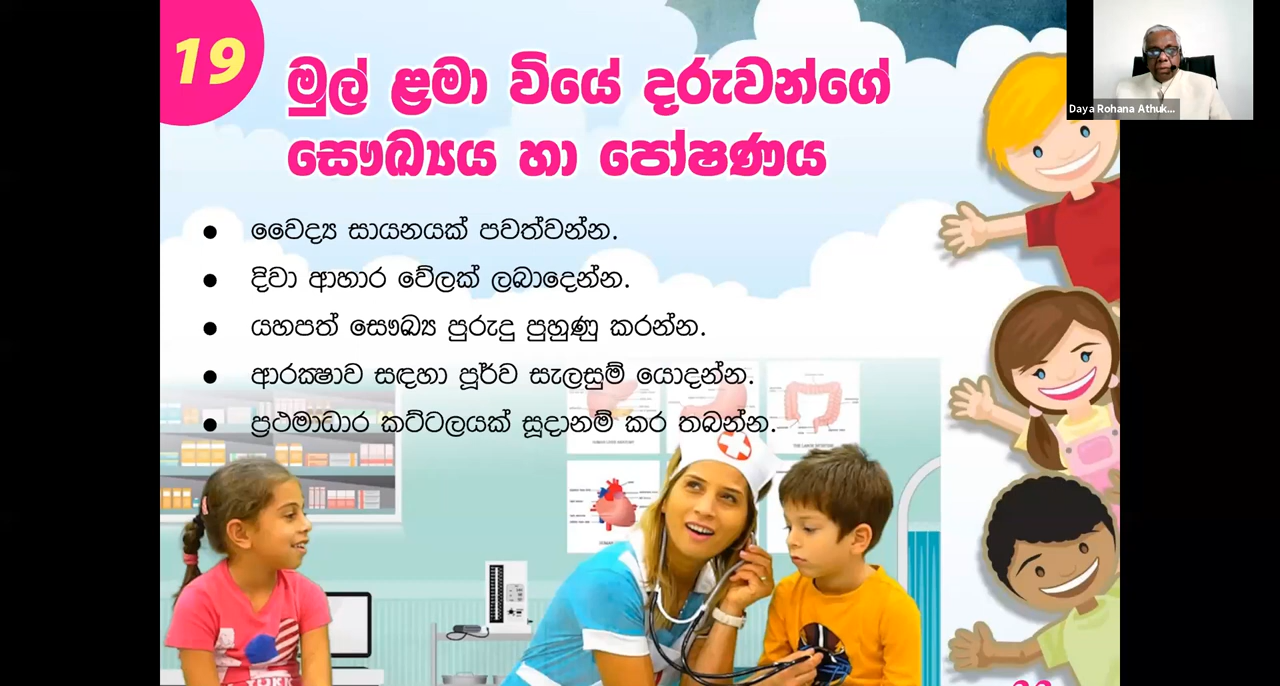 19
මුල් ළමා වියේ දරුවන්ගේ
සෞඛ්‍යය හා පෝෂණය
● වෛද්‍ය සායනයක් පවත්වන්න.
● දිවා ආහාර වේලක් ලබාදෙන්න.
● යහපත් සෞඛ්‍ය පුරුදු පුහුණු කරන්න.
● ආරක්‍ෂාව සඳහා පූර්ව සැලසුම් යොදන්න.
● ප්‍රථමාධාර කට්ටලයක් සූදානම් කර තබන්න.
Daya Rohana Athuk...